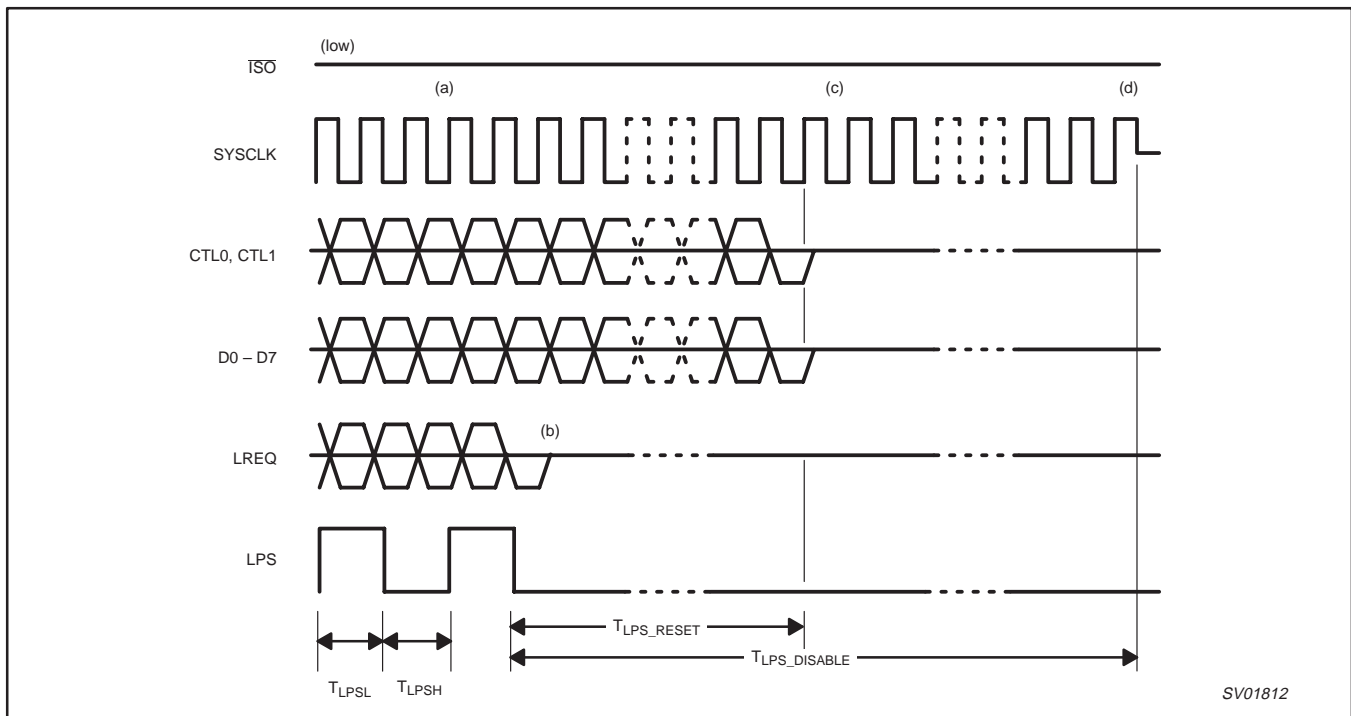 (low)
ISO
(a) (c) (d)
SYSCLK
CTL0, CTL1
D0 – D7
(b)
LREQ
LPS
TLPS_RESET
TLPS_DISABLE
TLPSL TLPSH
SV01812